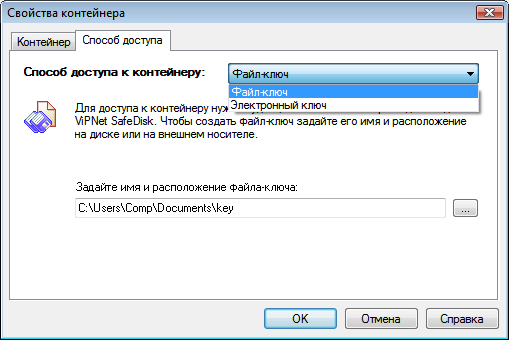 Свойства контейнера
Контейнер
Способ доступа
Способ доступа к контейнеру:
Файл-ключ
Файл-ключ
Электронный ключ
Для доступа к контейнеру
ViPNet SafeDisk. Чтобы создать файл-ключ задайте его имя и расположение
на диске или на внешнем носителе.
Задайте имя и расположение файла-ключа:
C:\Users\Comp\Documents\key
...
OK
Отмена
Справка